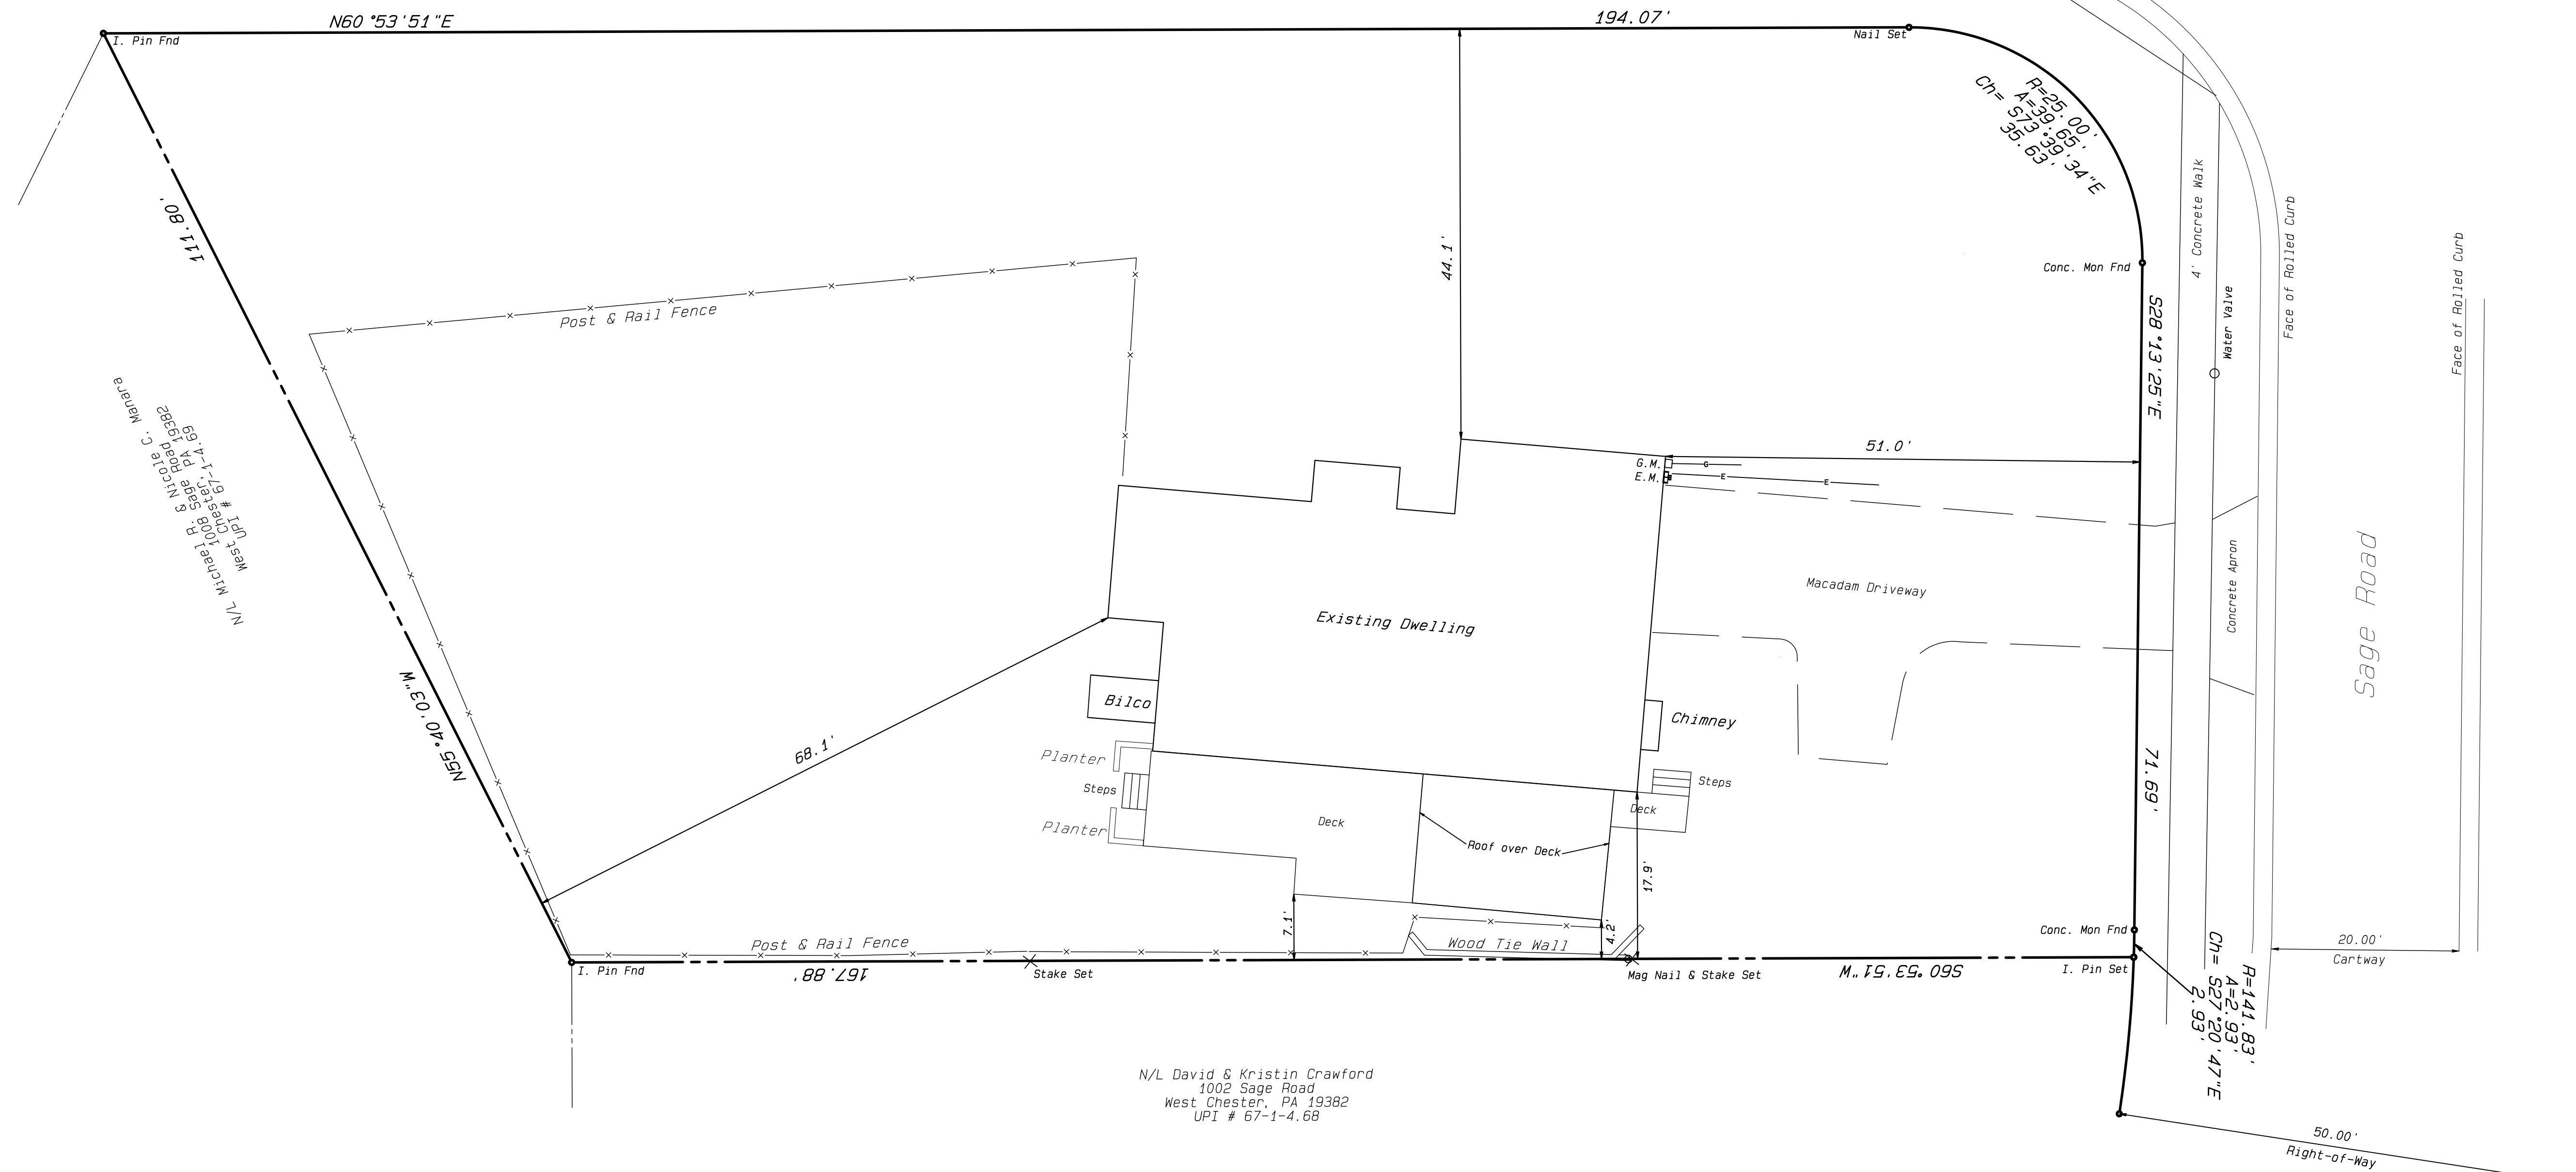 N60°53'51"E
194.07'
I. Pin Fnd
Nail Set
R=25.00'
A=39.65'
Ch= S73°39'34"E
35.63'
111.80'
44.1'
Conc. Mon Fnd
4' Concrete Walk
Water Valve
Face of Rolled Curb
Face of Rolled Curb
S28°13'25"E
Post & Rail Fence
N/L Michael R. & Nicole C. Manara
1008 Sage Road
West Chester, PA 19382
UPI # 67-1-4.69
51.0'
G.M.
G
E.M.
E
E
Macadam Driveway
Concrete Apron
Sage Road
Existing Dwelling
N55°40'03"W
68.1'
Bilco
Chimney
Planter
Steps
Planter
Steps
Deck
Deck
Roof over Deck
71.69'
17.9'
7.1'
4.2'
Post & Rail Fence
Wood Tie Wall
Conc. Mon Fnd
20.00'
Cartway
I. Pin Fnd
167.88'
Stake Set
Mag Nail & Stake Set
S60°53'51"W
I. Pin Set
R=141.83'
A=2.93'
Ch= S27°20'47"E
2.93'
N/L David & Kristin Crawford
1002 Sage Road
West Chester, PA 19382
UPI # 67-1-4.68
50.00'
Right-of-Way